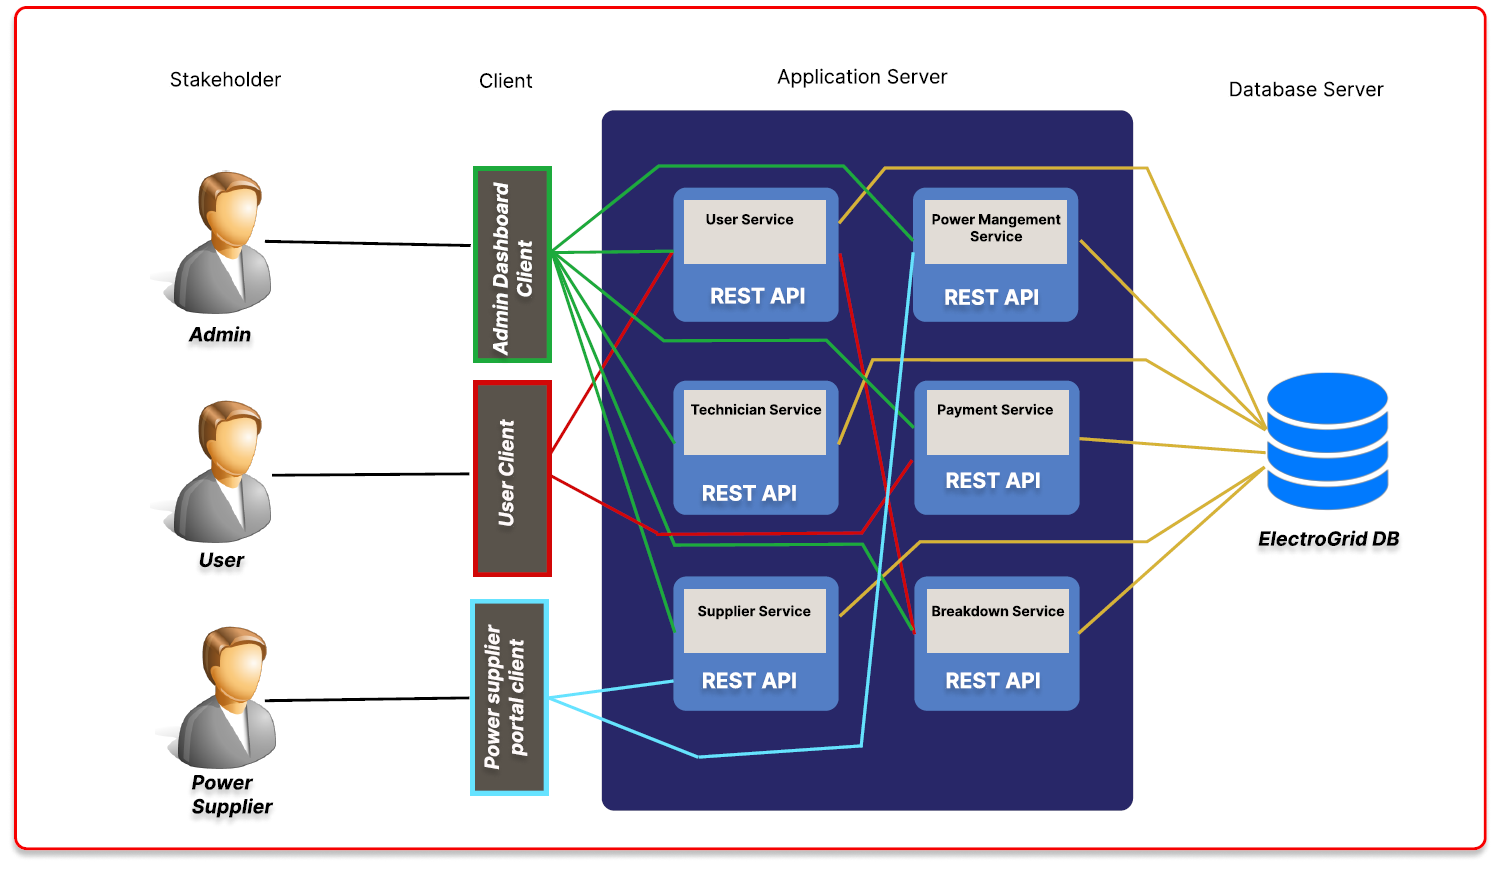 Stakeholder
Client
Application Server
Database Server
Admin
User
Power
Supplier
Admin Dashboard
Client
User Client
Power supplier
portal client
User Service
REST API
Power Mangement
Service
REST API
Technician Service
REST API
Payment Service
REST API
Supplier Service
REST API
Breakdown Service
REST API
ElectroGrid DB